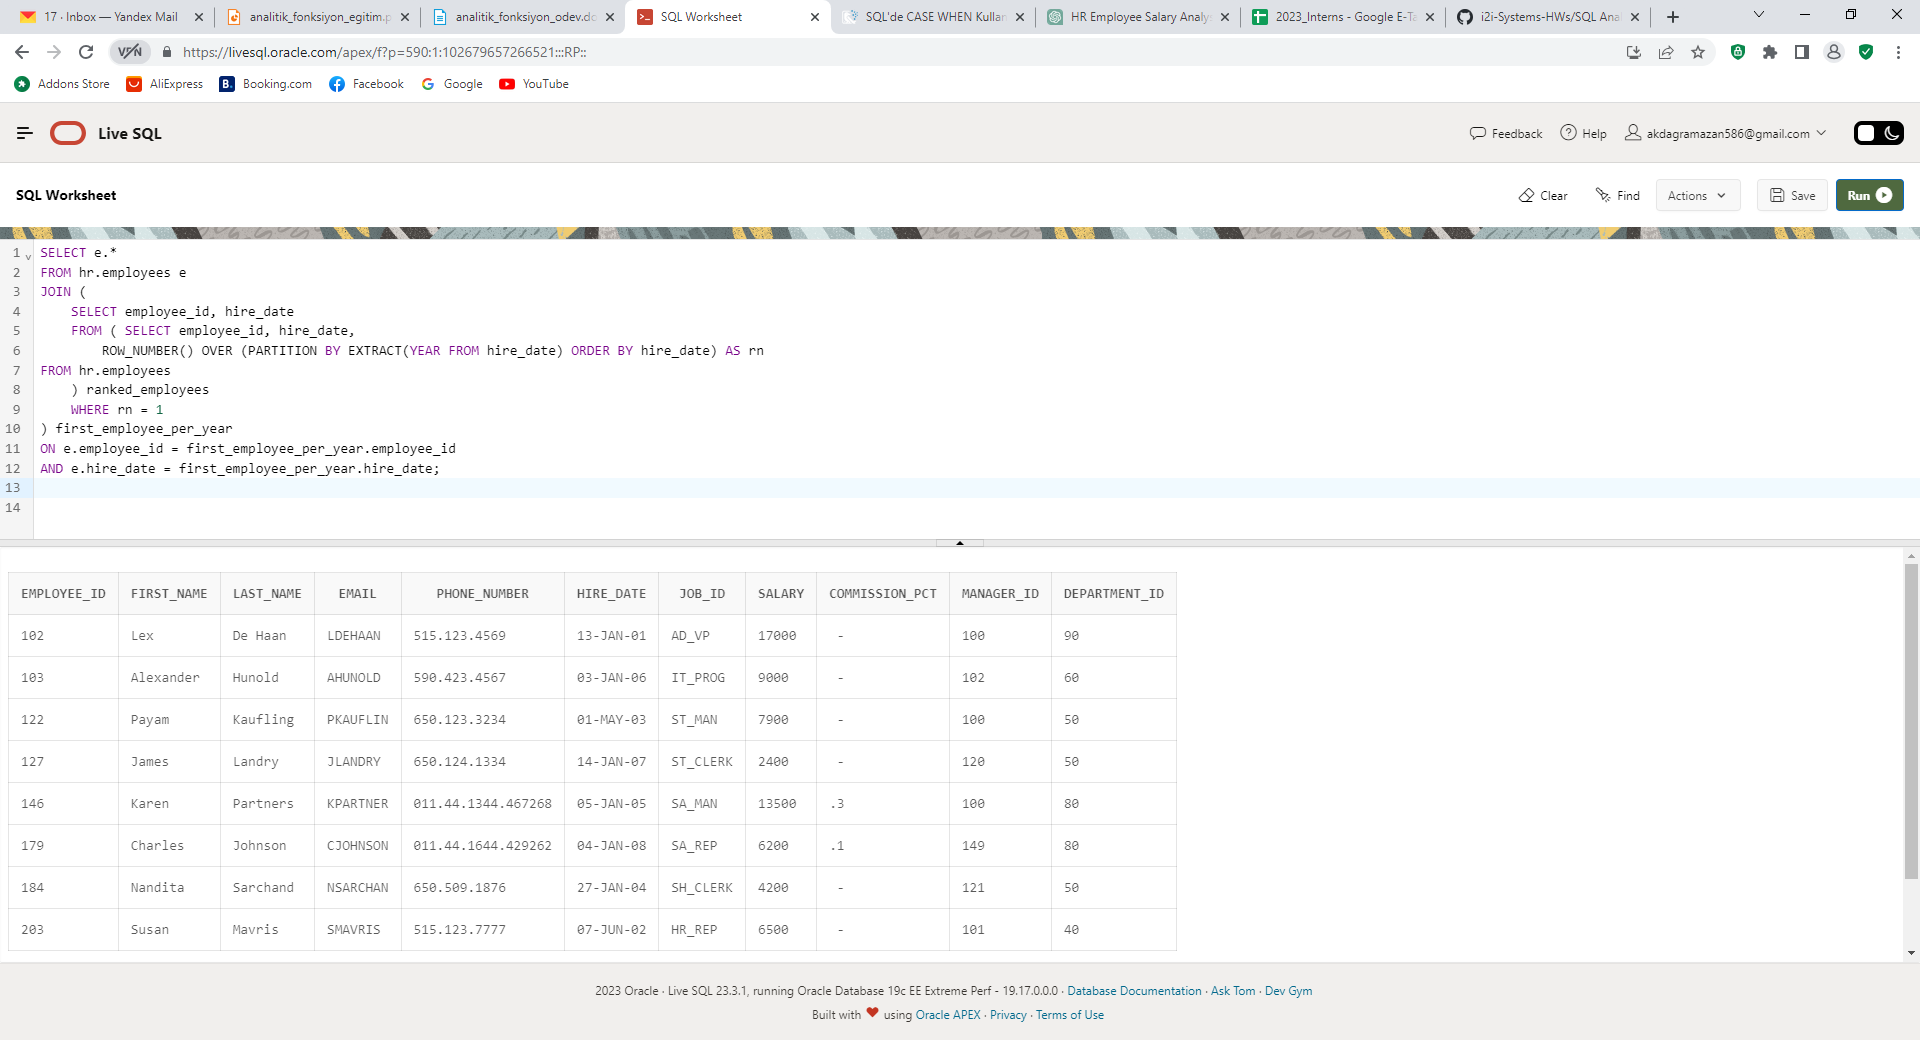 17 · Inbox — Yandex Mail
analitik_fonksiyon_egitim.p
analitik_fonksiyon_odev.do
SQL Worksheet
SQL'de CASE WHEN Kullan
HR Employee Salary Analys
2023_Interns - Google E-Ta
i2i-Systems-HWs/SQL Ana
VPN
https://livesql.oracle.com/apex/f?p=590:1:102679657266521:::RP::
Addons Store
AliExpress
B.
Booking.com
Facebook
Google
YouTube
Live SQL
Feedback
Help
akdagramazan586@gmail.com
SQL Worksheet
Clear
Find
Actions
Save
Run
1 SELECT e.*
2 FROM hr.employees e
3 JOIN (
4 SELECT employee_id, hire_date
5 FROM ( SELECT employee_id, hire_date,
6 ROW_NUMBER() OVER (PARTITION BY EXTRACT(YEAR FROM hire_date) ORDER BY hire_date) AS rn
7 FROM hr.employees
8 ) ranked_employees
9 WHERE rn = 1
10 ) first_employee_per_year
11 ON e.employee_id = first_employee_per_year.employee_id
12 AND e.hire_date = first_employee_per_year.hire_date;
13
14
EMPLOYEE_ID FIRST_NAME LAST_NAME EMAIL PHONE_NUMBER HIRE_DATE JOB_ID SALARY COMMISSION_PCT MANAGER_ID DEPARTMENT_ID
102 Lex De Haan LDEHAAN 515.123.4569 13-JAN-01 AD_VP 17000 - 100 90
103 Alexander Hunold AHUNOLD 590.423.4567 03-JAN-06 IT_PROG 9000 - 102 60
122 Payam Kaufling PKAUFLIN 650.123.3234 01-MAY-03 ST_MAN 7900 - 100 50
127 James Landry JLANDRY 650.124.1334 14-JAN-07 ST_CLERK 2400 - 120 50
146 Karen Partners KPARTNER 011.44.1344.467268 05-JAN-05 SA_MAN 13500 .3 100 80
179 Charles Johnson CJOHNSON 011.44.1644.429262 04-JAN-08 SA_REP 6200 .1 149 80
184 Nandita Sarchand NSARCHAN 650.509.1876 27-JAN-04 SH_CLERK 4200 - 121 50
203 Susan Mavris SMAVRIS 515.123.7777 07-JUN-02 HR_REP 6500 - 101 40
2023 Oracle · Live SQL 23.3.1, running Oracle Database 19c EE Extreme Perf - 19.17.0.0.0 · Database Documentation · Ask Tom · Dev Gym
Built with ❤ using Oracle APEX · Privacy · Terms of Use